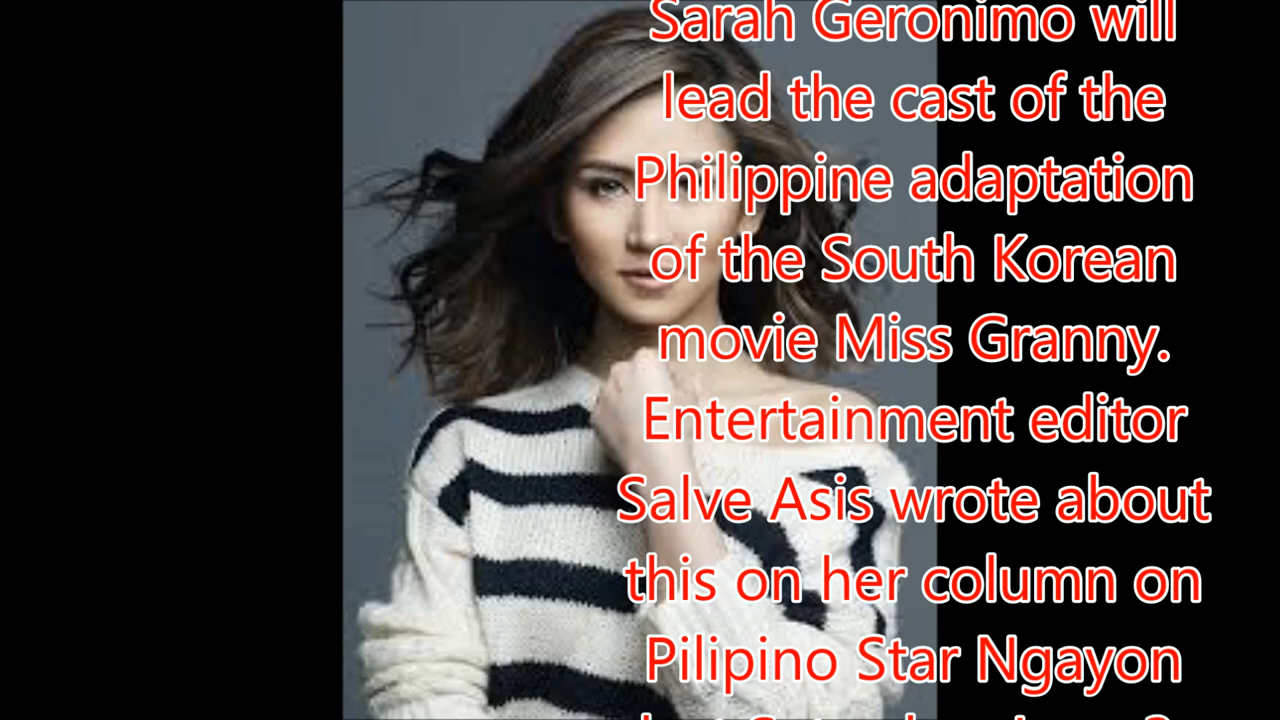 Sarah Geronimo will
lead the cast of the
Philippine adaptation
of the South Korean
movie Miss Granny.
Entertainment editor
Salve Asis wrote about
this on her column on
Pilipino Star Ngayon